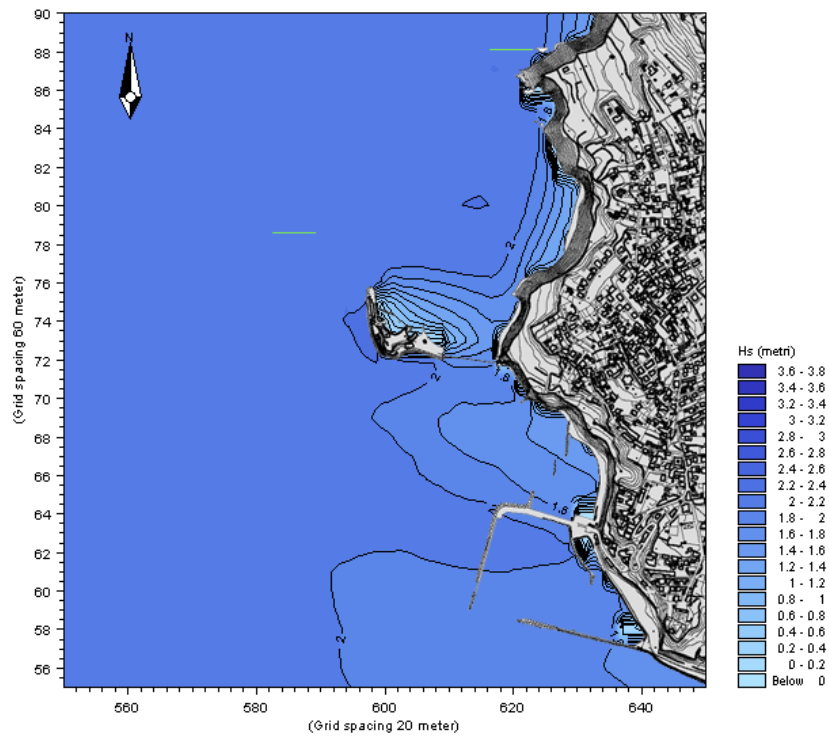 90
88
86
84
82
80
78
76
74
72
70
68
66
64
62
60
58
56
(Grid spacing 60 meter)
N
1.8
2
2
1.8
1.8
2
560
580
600
620
640
(Grid spacing 20 meter)
Hs (metri)
3.6 - 3.8
3.4 - 3.6
3.2 - 3.4
3 - 3.2
2.8 - 3
2.6 - 2.8
2.4 - 2.6
2.2 - 2.4
2 - 2.2
1.8 - 2
1.6 - 1.8
1.4 - 1.6
1.2 - 1.4
1 - 1.2
0.8 - 1
0.6 - 0.8
0.4 - 0.6
0.2 - 0.4
0 - 0.2
Below 0